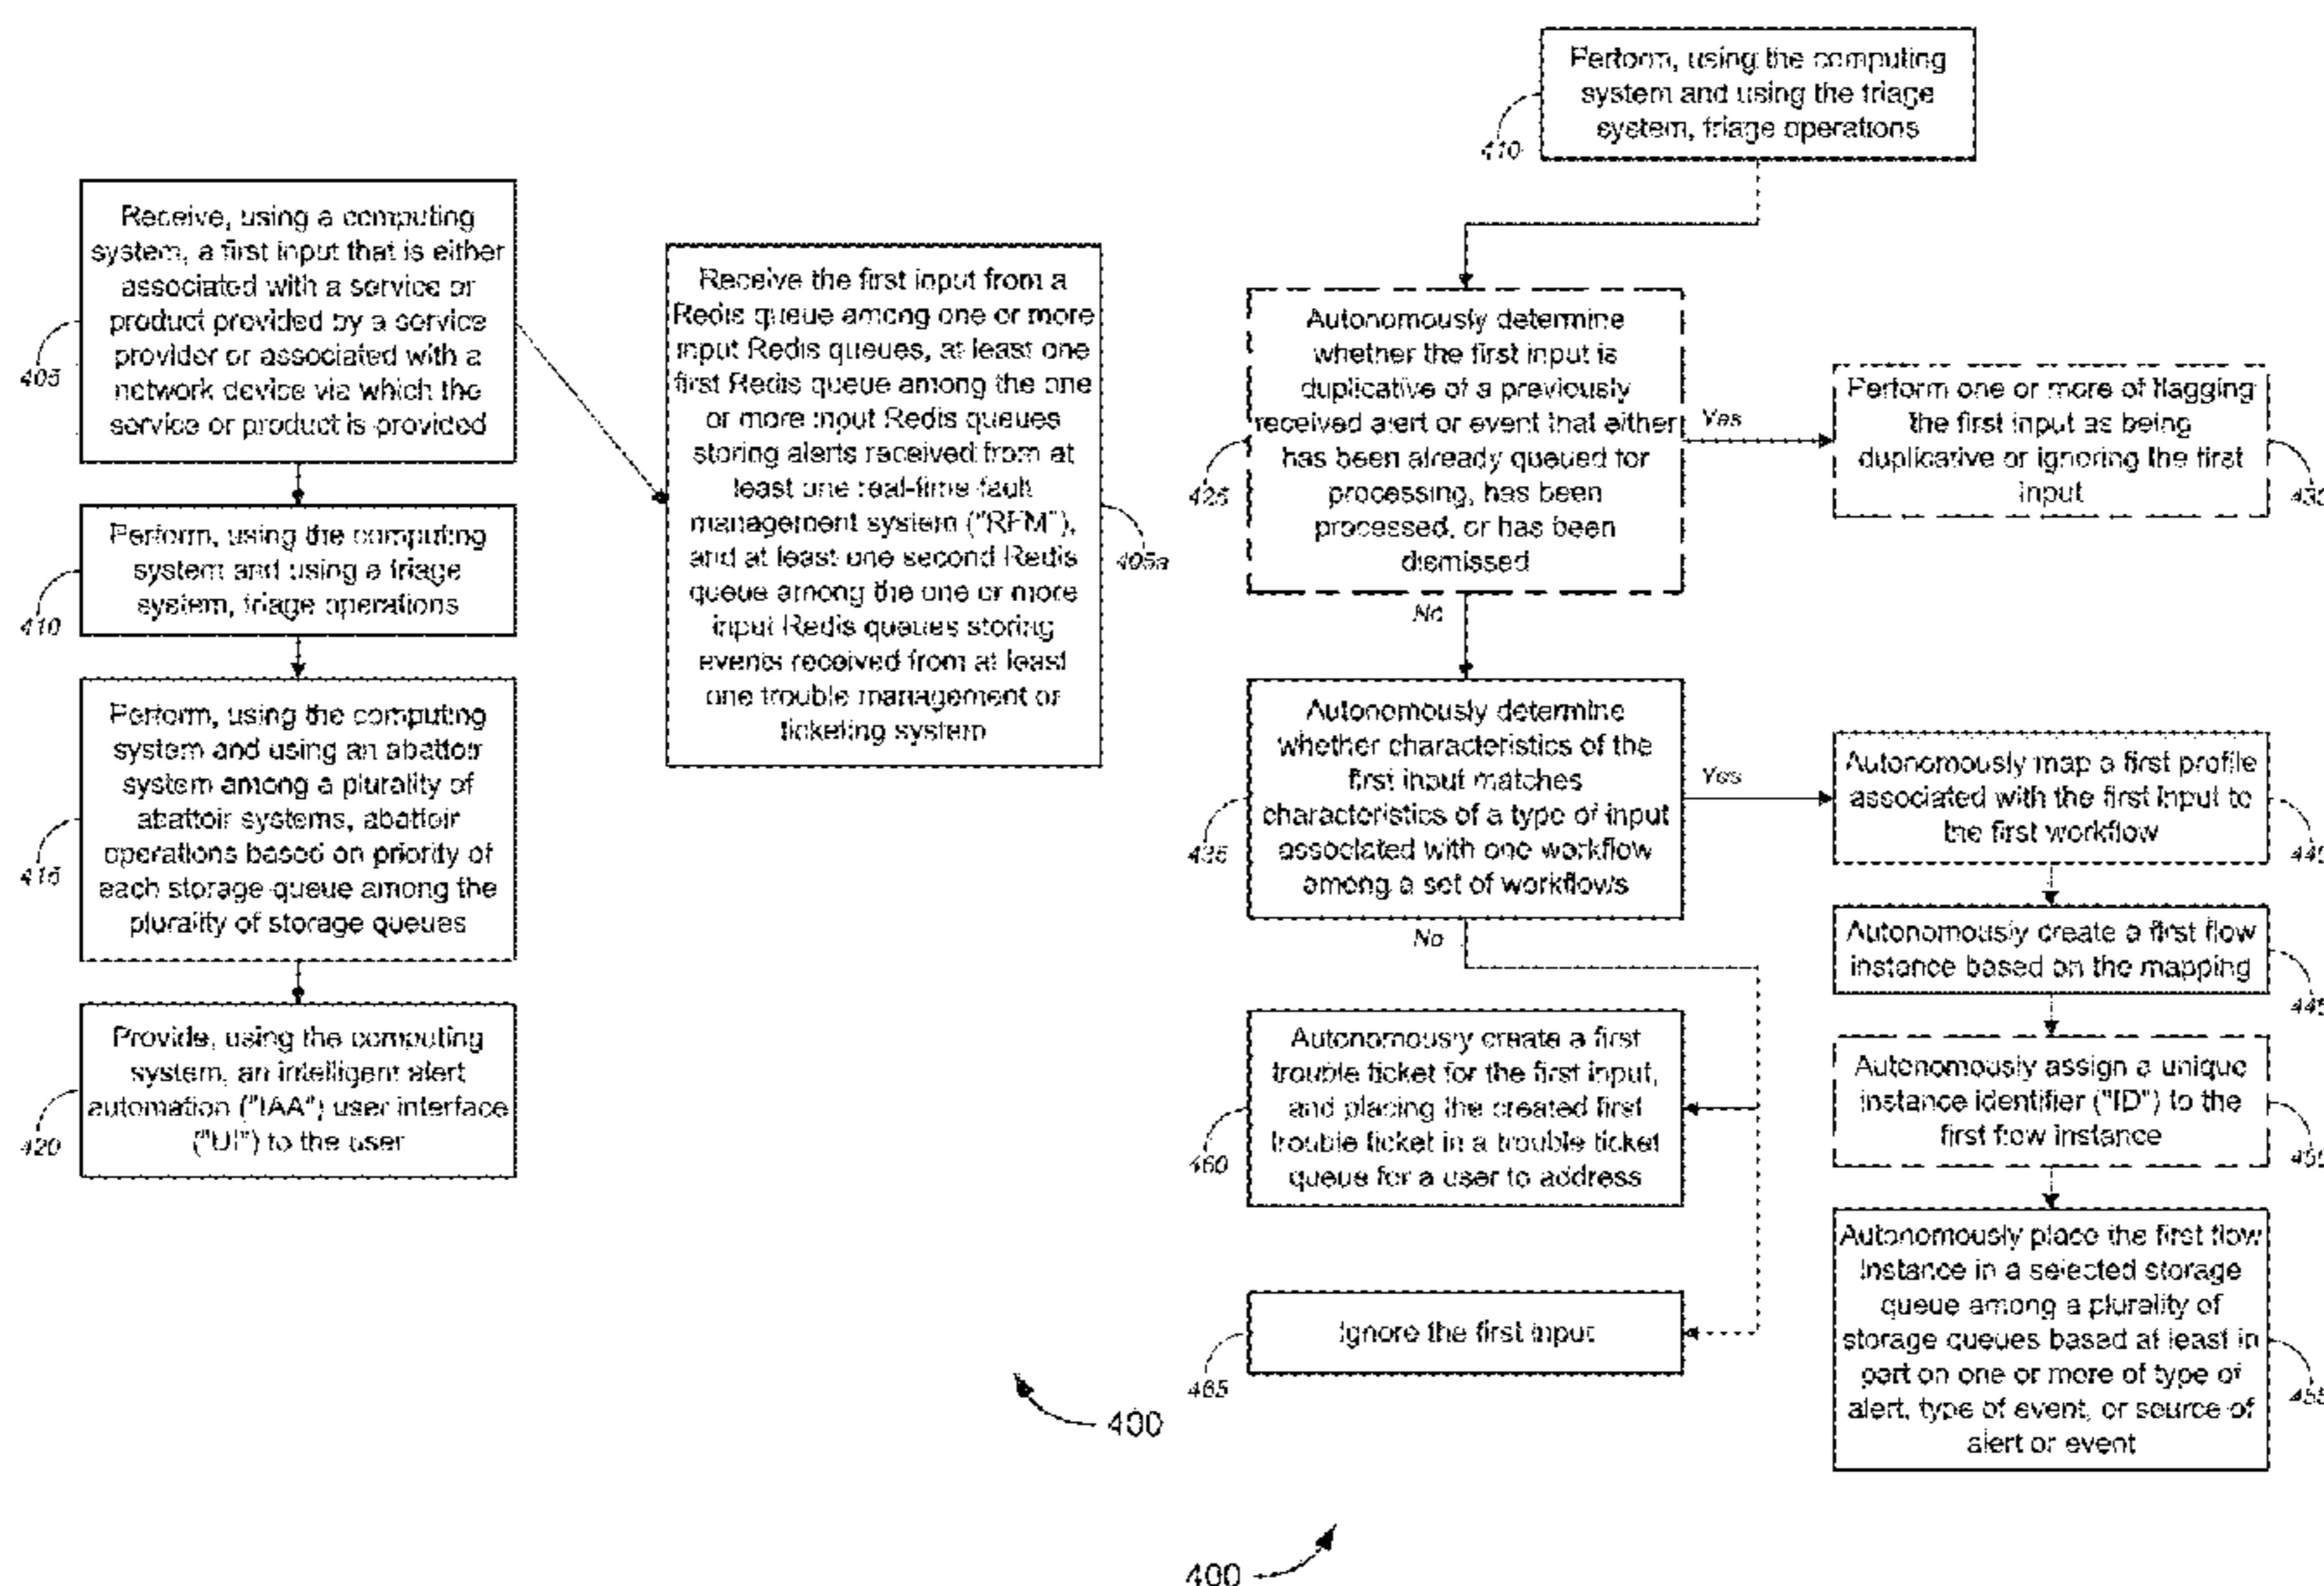 Receive, using a computing
system, a first input that is either
associated with a service or
product provided by a service
provider or associated with a
network device via which the
service or product is provided
405
Perform, using the computing
system and using a triage
system, triage operations
410
Perform, using the computing
system and using an abattoir
system among a plurality of
abattoir systems, abattoir
operations based on priority of
each storage queue among the
plurality of storage queues
415
Provide, using the computing
system, an intelligent alert
automation ("IAA") user interface
("UI") to the user
420
Receive the first input from a
Redis queue among one or more
input Redis queues, at least one
first Redis queue among the one
or more input Redis queues
storing alerts received from at
least one real-time fault
management system ("RFM"),
and at least one second Redis
queue among the one or more
input Redis queues storing
events received from at least
one trouble management or
ticketing system
405a
400
Perform, using the computing
system and using the triage
system, triage operations
410
Autonomously determine
whether the first input is
duplicative of a previously
received alert or event that either
has been already queued for
processing, has been
processed, or has been
dismissed
425
Yes
Perform one or more of flagging
the first input as being
duplicative or ignoring the first
input
430
No
Autonomously determine
whether characteristics of the
first input matches
characteristics of a type of input
associated with one workflow
among a set of workflows
435
Yes
Autonomously map a first profile
associated with the first input to
the first workflow
440
Autonomously create a first flow
instance based on the mapping
445
Autonomously assign a unique
instance identifier ("ID") to the
first flow instance
450
Autonomously place the first flow
instance in a selected storage
queue among a plurality of
storage queues based at least in
part on one or more of type of
alert, type of event, or source of
alert or event
455
No
Autonomously create a first
trouble ticket for the first input,
and placing the created first
trouble ticket in a trouble ticket
queue for a user to address
460
Ignore the first input
465
400